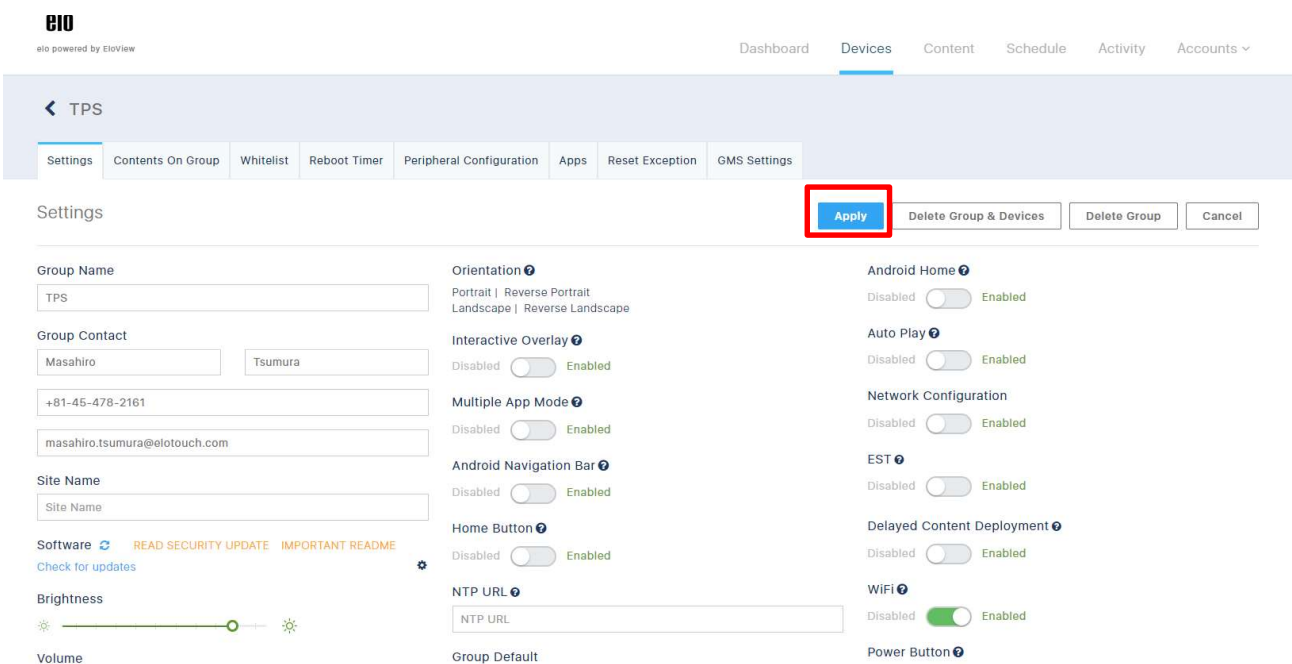 elo
elo powered by EloView
Dashboard Devices Content Schedule Activity Accounts
TPS
Settings Contents On Group Whitelist Reboot Timer Peripheral Configuration Apps Reset Exception GMS Settings
Settings
Apply Delete Group & Devices Delete Group Cancel
Group Name
TPS
Group Contact
Masahiro Tsumura
+81-45-478-2161
masahiro.tsumura@elotouch.com
Site Name
Site Name
Software READ SECURITY UPDATE IMPORTANT README
Check for updates
Brightness
Volume
Orientation
Portrait | Reverse Portrait
Landscape | Reverse Landscape
Interactive Overlay
Disabled Enabled
Multiple App Mode
Disabled Enabled
Android Navigation Bar
Disabled Enabled
Home Button
Disabled Enabled
NTP URL
NTP URL
Group Default
Android Home
Disabled Enabled
Auto Play
Disabled Enabled
Network Configuration
Disabled Enabled
EST
Disabled Enabled
Delayed Content Deployment
Disabled Enabled
WiFi
Disabled Enabled
Power Button